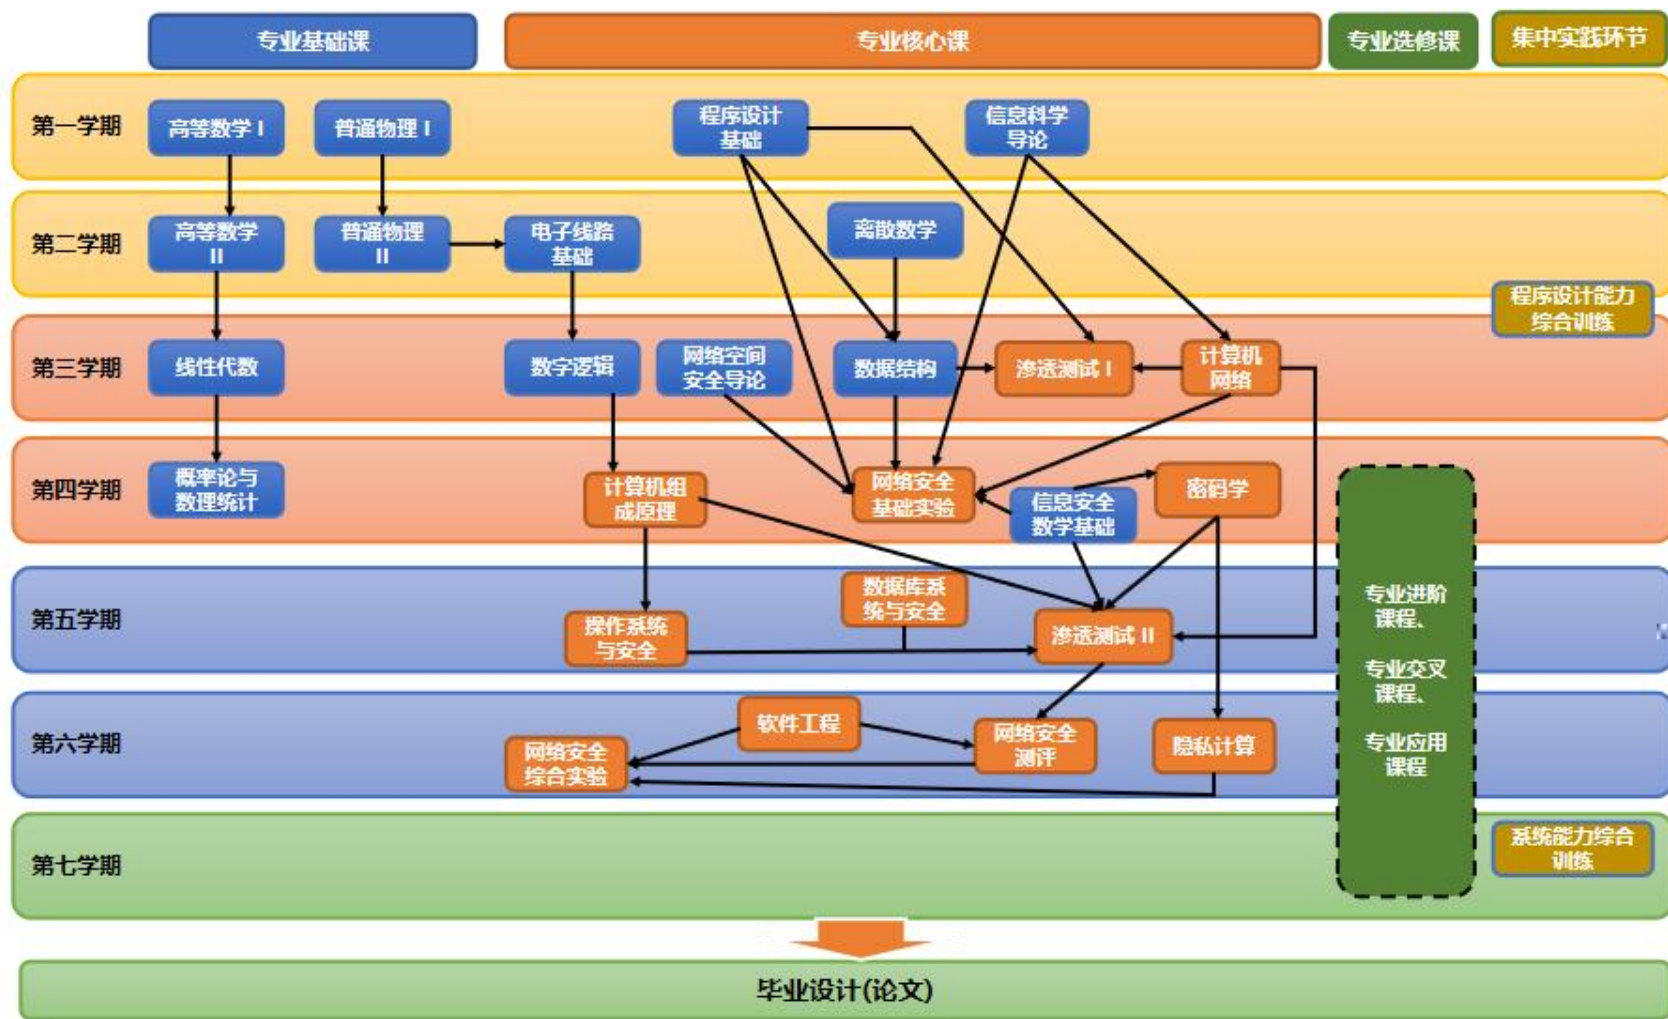 专业基础课
专业核心课
专业选修课
集中实践环节
第一学期
高等数学 I
普通物理 I
程序设计
基础
信息科学
导论
第二学期
高等数学
II
普通物理
II
电子线路
基础
离散数学
程序设计能力
综合训练
第三学期
线性代数
数字逻辑
网络空间
安全导论
数据结构
渗透测试 I
计算机
网络
第四学期
概率论与
数理统计
计算机组
成原理
网络安全
基础实验
信息安全
数学基础
密码学
第五学期
操作系统
与安全
数据库系
统与安全
渗透测试 II
专业进阶
课程、
专业交叉
课程、
专业应用
课程
第六学期
网络安全
综合实验
软件工程
网络安全
测评
隐私计算
第七学期
系统能力综合
训练
毕业设计(论文)